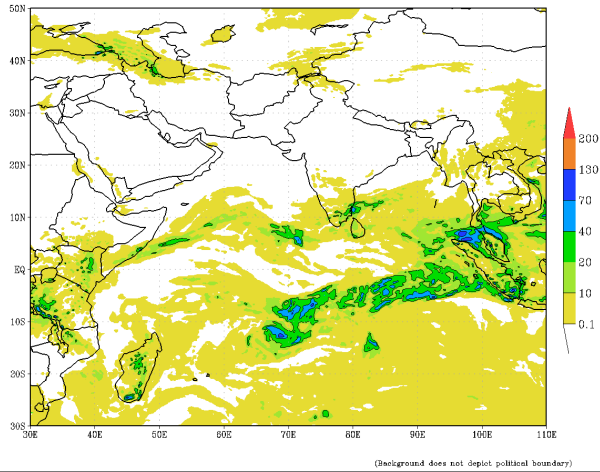 50N
40N
30N
20N
10N
EQ
10S
20S
30S
30E 40E 50E 60E 70E 80E 90E 100E 110E
200
130
70
40
20
10
0.1
(Background does not depict political boundary)